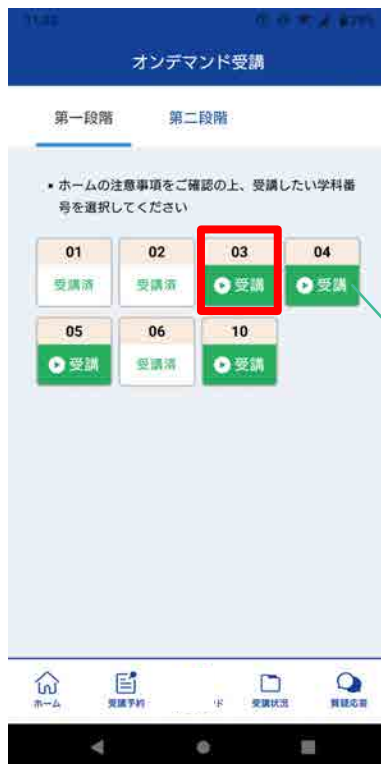 オンデマンド受講
第一段階 第二段階
• ホームの注意事項をご確認の上、受講したい学科番
号を選択してください
01 02 03 04
受講済 受講済 受講 受講
05 06 10
受講 受講済 受講
ホーム 受講予約 ド 受講状況 質疑応答